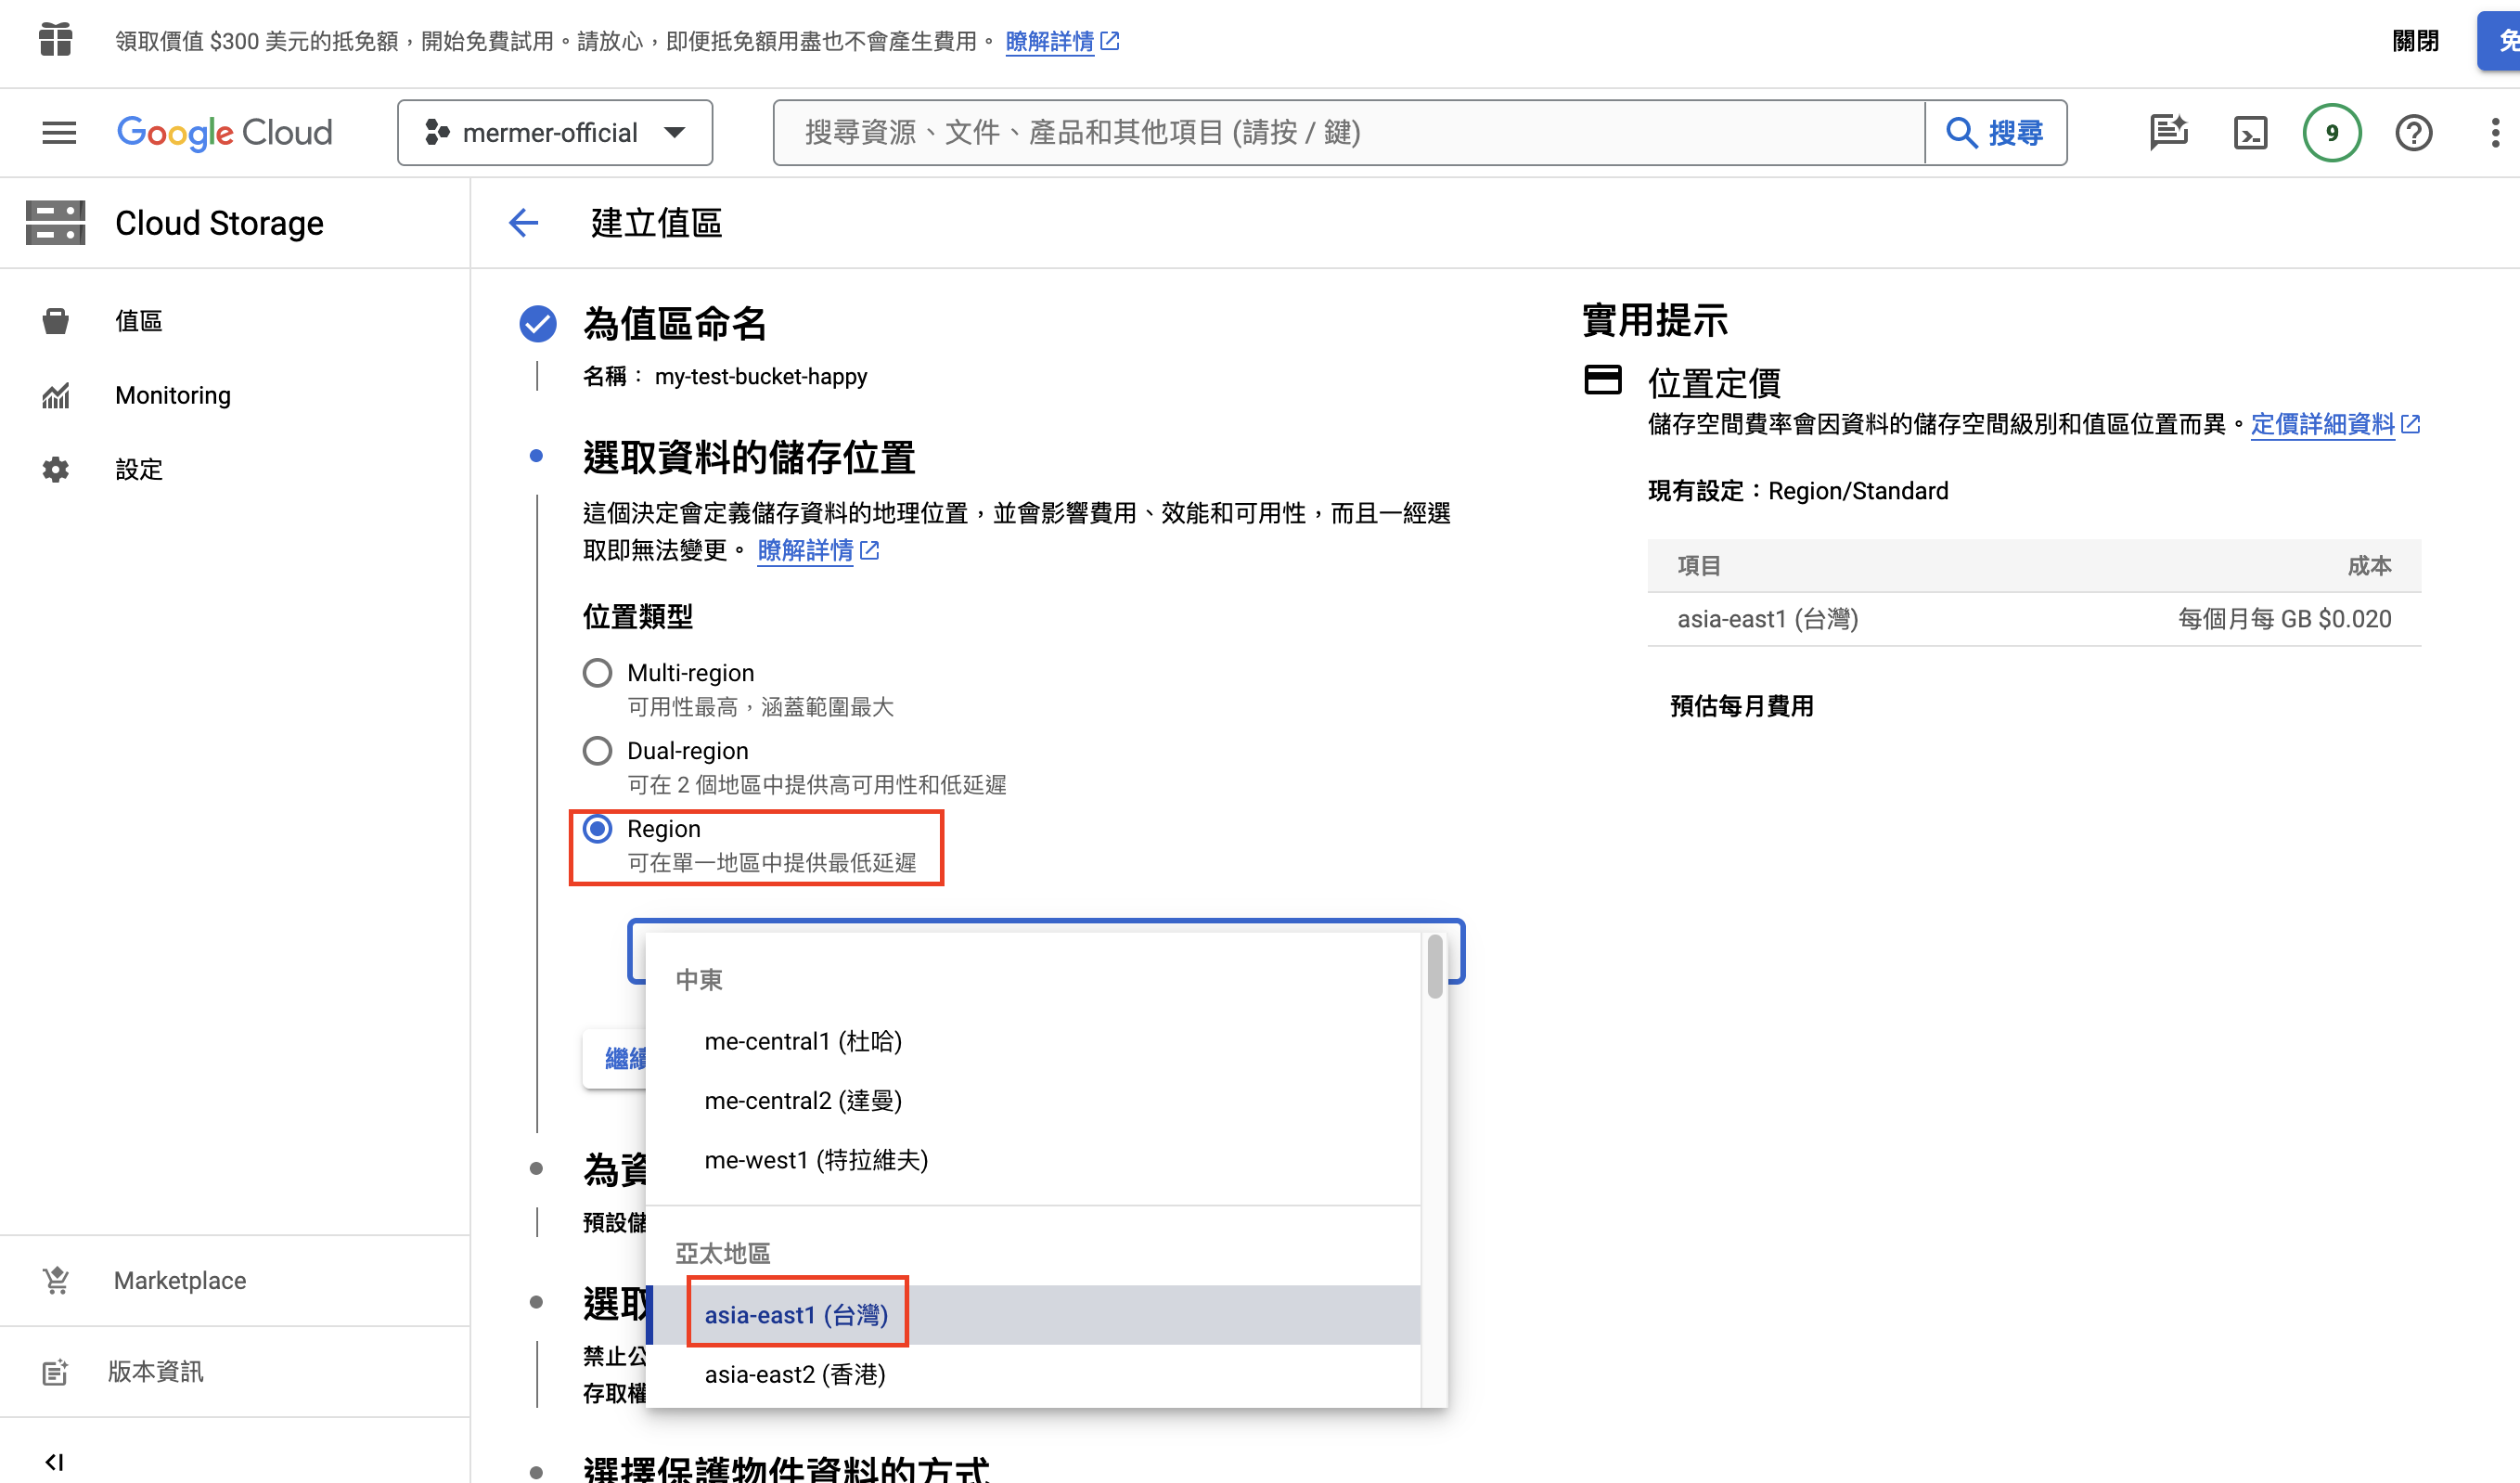 領取價值 $300 美元的抵免額，開始免費試用。請放心，即便抵免額用盡也不會產生費用。 瞭解詳情
關閉
免
Google Cloud
mermer-official
搜尋資源、文件、產品和其他項目 (請按 / 鍵)
搜尋
9
Cloud Storage
值區
Monitoring
設定
Marketplace
版本資訊
建立值區
為值區命名
名稱： my-test-bucket-happy
選取資料的儲存位置
這個決定會定義儲存資料的地理位置，並會影響費用、效能和可用性，而且一經選
取即無法變更。 瞭解詳情
位置類型
Multi-region
可用性最高，涵蓋範圍最大
Dual-region
可在 2 個地區中提供高可用性和低延遲
Region
可在單一地區中提供最低延遲
中東
me-central1 (杜哈)
繼續
me-central2 (達曼)
me-west1 (特拉維夫)
為資
預設儲
亞太地區
選取
asia-east1 (台灣)
禁止公
asia-east2 (香港)
存取權
選擇保護物件資料的方式
實用提示
位置定價
儲存空間費率會因資料的儲存空間級別和值區位置而異。定價詳細資料
現有設定：Region/Standard
項目 成本
asia-east1 (台灣) 每個月每 GB $0.020
預估每月費用